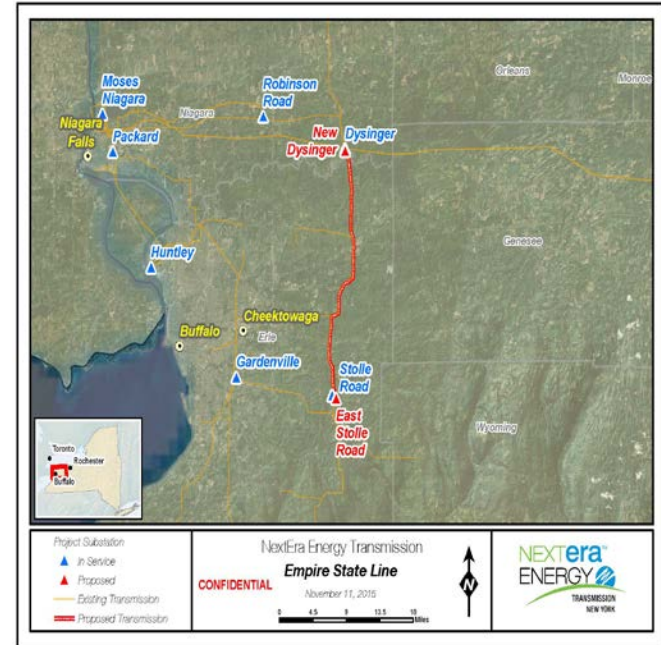 Moses
Niagara
Niagara
Falls
Packard
Niagara
Robinson
Road
Orleans
Monroe
New
Dysinger
Dysinger
Genesee
Huntley
Buffalo
Cheektowaga
Erie
Gardenville
Stolle
Road
East
Stolle
Road
Wyoming
Toronto
Rochester
Buffalo
Project Substation
In Service
Proposed
Existing Transmission
Proposed Transmission
NextEra Energy Transmission
Empire State Line
CONFIDENTIAL
November 11, 2015
0 4.5 9 13.5 18
Miles
N
NEXTera™
ENERGY
TRANSMISSION
NEW YORK